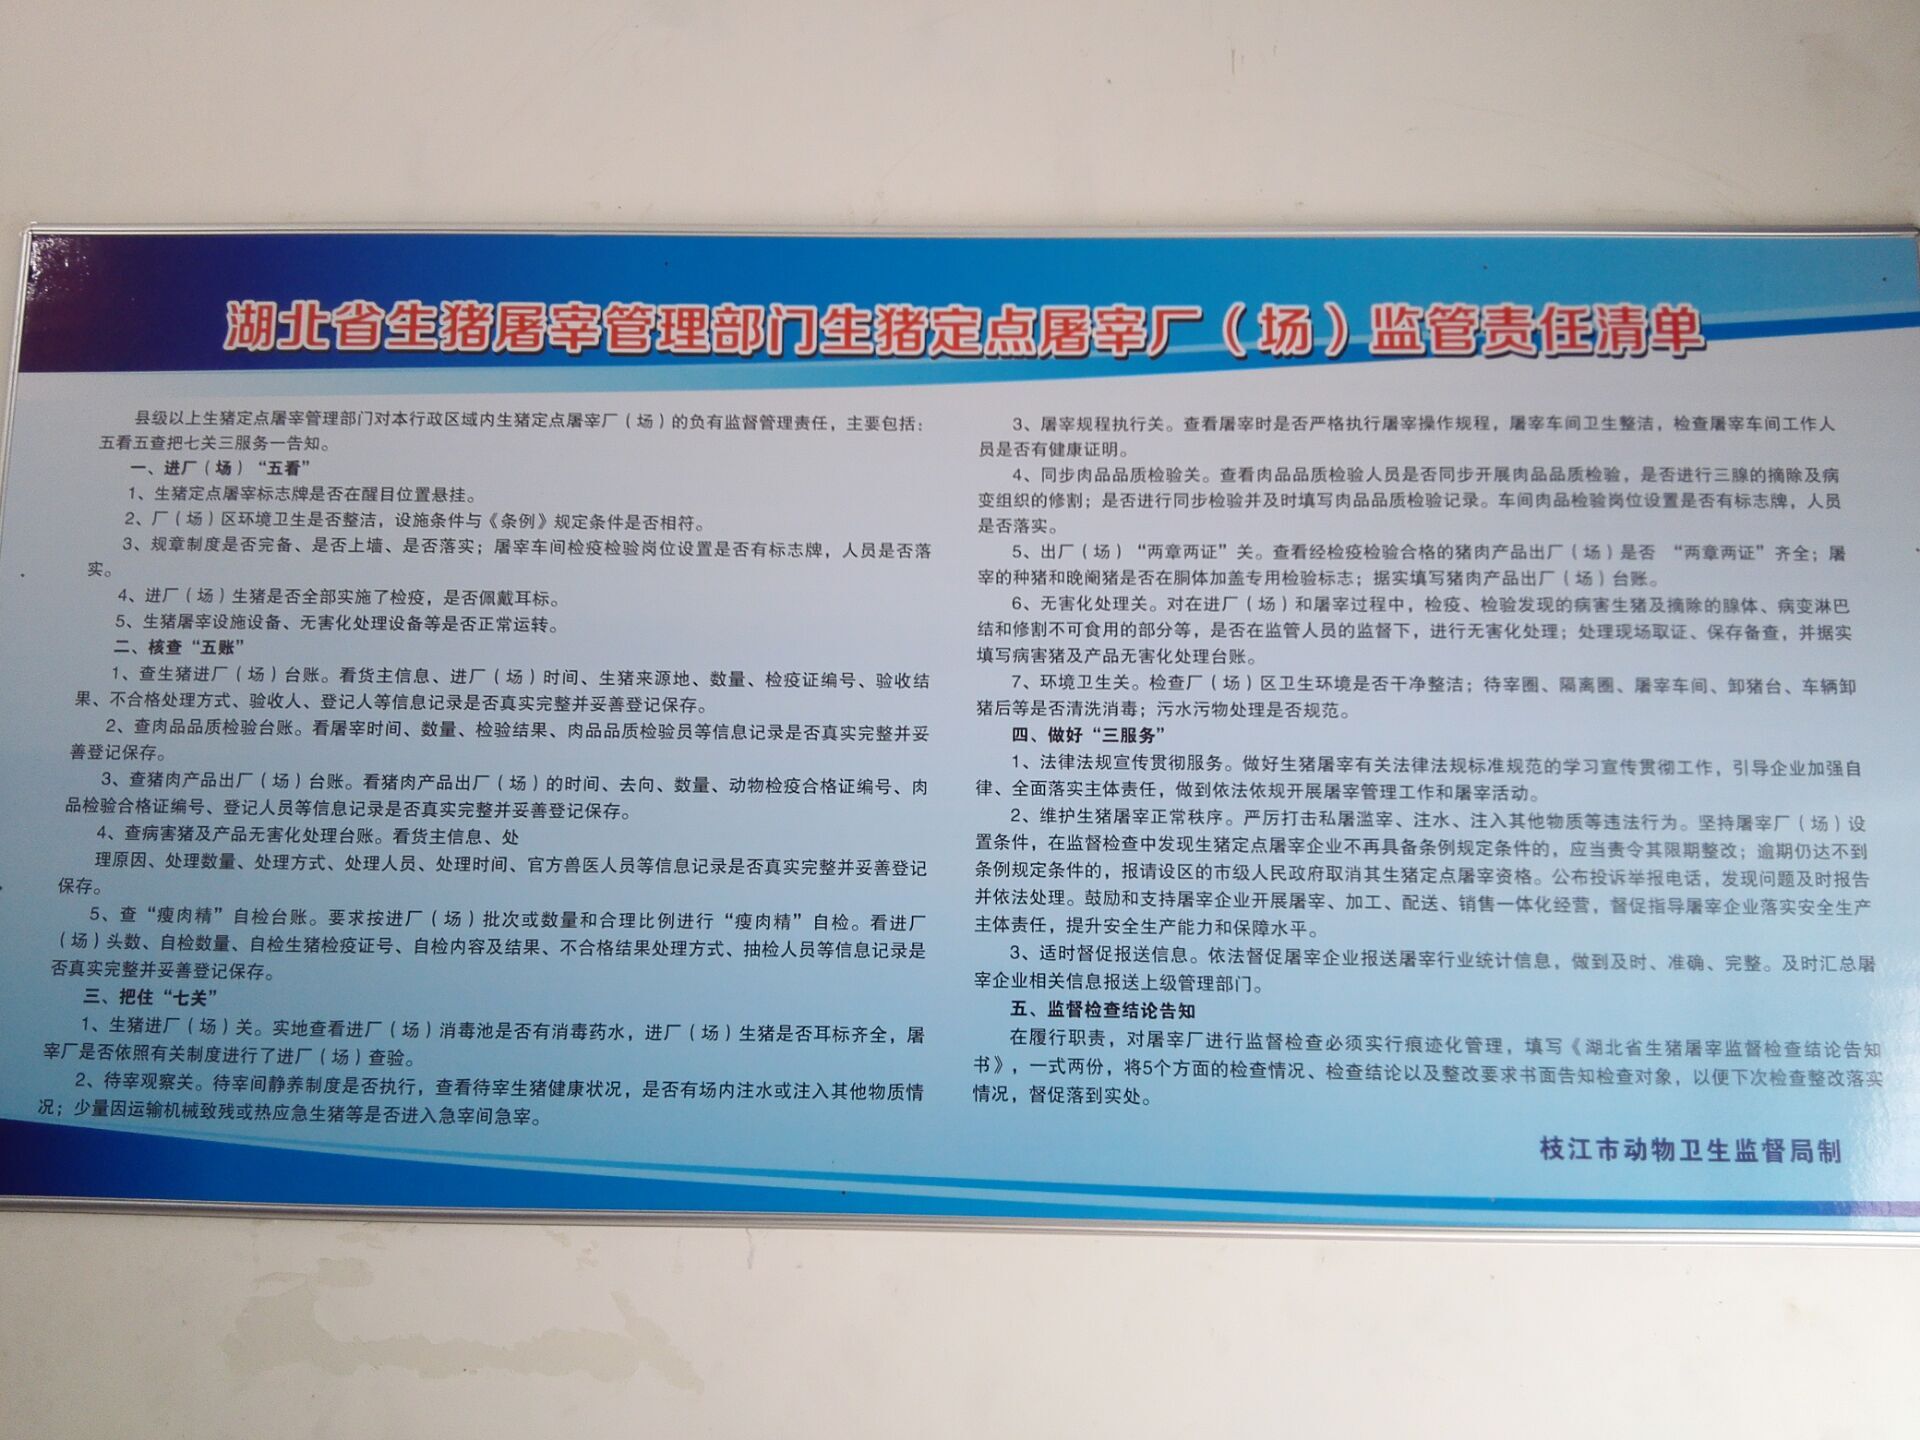 湖北省生猪屠宰管理部门生猪定点屠宰厂（场）监管责任清单
县级以上生猪定点屠宰管理部门对本行政区域内生猪定点屠宰厂（场）的负有监督管理责任，主要包括：
五看五查把七关三服务一告知。
一、进厂（场）“五看”
1、生猪定点屠宰标志牌是否在醒目位置悬挂。
2、厂（场）区环境卫生是否整洁，设施条件与《条例》规定条件是否相符。
3、规章制度是否完备、是否上墙、是否落实；屠宰车间检疫检验岗位设置是否有标志牌，人员是否落
实。
4、进厂（场）生猪是否全部实施了检疫，是否佩戴耳标。
5、生猪屠宰设施设备、无害化处理设备等是否正常运转。
二、核查“五账”
1、查生猪进厂（场）台账。看货主信息、进厂（场）时间、生猪来源地、数量、检疫证编号、验收结
果、不合格处理方式、验收人、登记人等信息记录是否真实完整并妥善登记保存。
2、查肉品品质检验台账。看屠宰时间、数量、检验结果、肉品品质检验员等信息记录是否真实完整并妥
善登记保存。
3、查猪肉产品出厂（场）台账。看猪肉产品出厂（场）的时间、去向、数量、动物检疫合格证编号、肉
品检验合格证编号、登记人员等信息记录是否真实完整并妥善登记保存。
4、查病害猪及产品无害化处理台账。看货主信息、处
理原因、处理数量、处理方式、处理人员、处理时间、官方兽医人员等信息记录是否真实完整并妥善登记
保存。
5、查“瘦肉精”自检台账。要求按进厂（场）批次或数量和合理比例进行“瘦肉精”自检。看进厂
（场）头数、自检数量、自检生猪检疫证号、自检内容及结果、不合格结果处理方式、抽检人员等信息记录是
否真实完整并妥善登记保存。
三、把住“七关”
1、生猪进厂（场）关。实地查看进厂（场）消毒池是否有消毒药水，进厂（场）生猪是否耳标齐全，屠
宰厂是否依照有关制度进行了进厂（场）查验。
2、待宰观察关。待宰间静养制度是否执行，查看待宰生猪健康状况，是否有场内注水或注入其他物质情
况；少量因运输机械致残或热应急生猪等是否进入急宰间急宰。
3、屠宰规程执行关。查看屠宰时是否严格执行屠宰操作规程，屠宰车间卫生整洁，检查屠宰车间工作人
员是否有健康证明。
4、同步肉品品质检验关。查看肉品品质检验人员是否同步开展肉品品质检验，是否进行三腺的摘除及病
变组织的修割；是否进行同步检验并及时填写肉品品质检验记录。车间肉品检验岗位设置是否有标志牌，人员
是否落实。
5、出厂（场）“两章两证”关。查看经检疫检验合格的猪肉产品出厂（场）是否 “两章两证”齐全；屠
宰的种猪和晚阉猪是否在胴体加盖专用检验标志；据实填写猪肉产品出厂（场）台账。
6、无害化处理关。对在进厂（场）和屠宰过程中，检疫、检验发现的病害生猪及摘除的腺体、病变淋巴
结和修割不可食用的部分等，是否在监管人员的监督下，进行无害化处理；处理现场取证、保存备查，并据实
填写病害猪及产品无害化处理台账。
7、环境卫生关。检查厂（场）区卫生环境是否干净整洁；待宰圈、隔离圈、屠宰车间、卸猪台、车辆卸
猪后等是否清洗消毒；污水污物处理是否规范。
四、做好“三服务”
1、法律法规宣传贯彻服务。做好生猪屠宰有关法律法规标准规范的学习宣传贯彻工作，引导企业加强自
律、全面落实主体责任，做到依法依规开展屠宰管理工作和屠宰活动。
2、维护生猪屠宰正常秩序。严厉打击私屠滥宰、注水、注入其他物质等违法行为。坚持屠宰厂（场）设
置条件，在监督检查中发现生猪定点屠宰企业不再具备条例规定条件的，应当责令其限期整改；逾期仍达不到
条例规定条件的，报请设区的市级人民政府取消其生猪定点屠宰资格。公布投诉举报电话，发现问题及时报告
并依法处理。鼓励和支持屠宰企业开展屠宰、加工、配送、销售一体化经营，督促指导屠宰企业落实安全生产
主体责任，提升安全生产能力和保障水平。
3、适时督促报送信息。依法督促屠宰企业报送屠宰行业统计信息，做到及时、准确、完整。及时汇总屠
宰企业相关信息报送上级管理部门。
五、监督检查结论告知
在履行职责，对屠宰厂进行监督检查必须实行痕迹化管理，填写《湖北省生猪屠宰监督检查结论告知
书》，一式两份，将5个方面的检查情况、检查结论以及整改要求书面告知检查对象，以便下次检查整改落实
情况，督促落到实处。
枝江市动物卫生监督局制